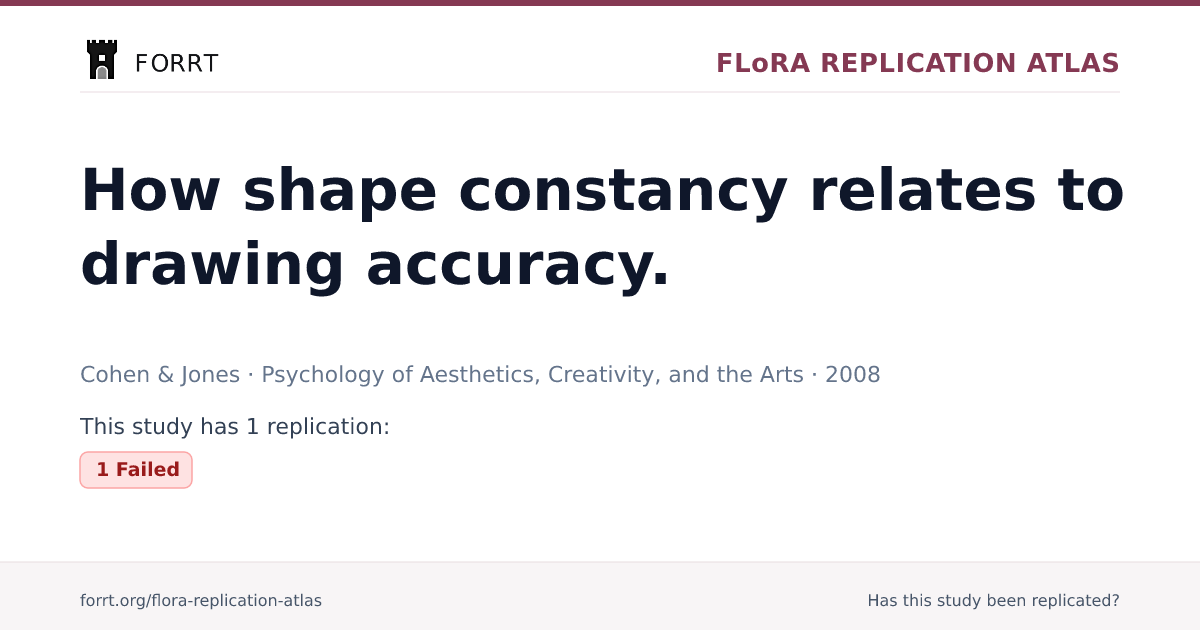 FORRT
FLoRA REPLICATION ATLAS
How shape constancy relates to
drawing accuracy.
Cohen & Jones · Psychology of Aesthetics, Creativity, and the Arts · 2008
This study has 1 replication:
1 Failed
forrt.org/flora-replication-atlas
Has this study been replicated?